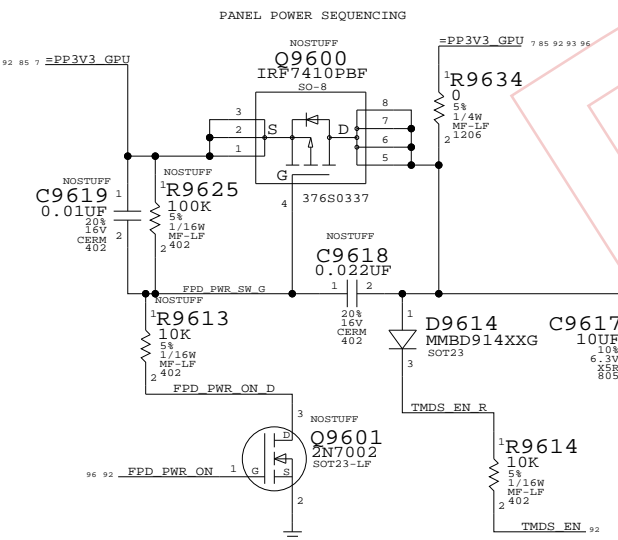 PANEL POWER SEQUENCING
92 85 7 =PP3V3_GPU
=PP3V3_GPU 7 85 92 93 96
NOSTUFF
Q9600
IRF7410PBF
SO-8
3
2
1
S
D
G
8
7
6
5
4
376S0337
1
R9634
0
5%
1/4W
MF-LF
2 1206
NOSTUFF
C9619
0.01UF
20%
16V
CERM
402
1
2
NOSTUFF
1
R9625
100K
5%
1/16W
MF-LF
2 402
FPD_PWR_SW_G
NOSTUFF
C9618
0.022UF
1 2
20%
16V
CERM
402
NOSTUFF
1
R9613
10K
5%
1/16W
MF-LF
2 402
FPD_PWR_ON_D
1
D9614
MMBD914XXG
SOT23
3
C9617
10UF
10%
6.3V
X5R
805
TMDS_EN_R
3
NOSTUFF
Q9601
2N7002
SOT23-LF
D
G
S
96 92 FPD_PWR_ON 1
2
1
R9614
10K
5%
1/16W
MF-LF
2 402
TMDS_EN 92